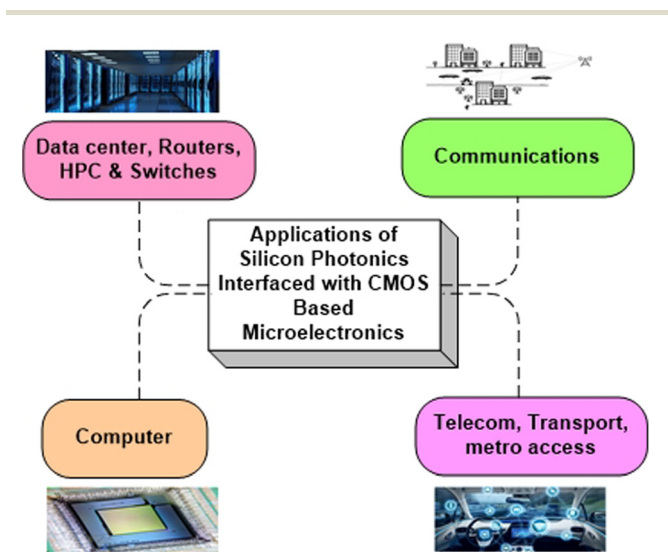 Data center, Routers,
HPC & Switches
Communications
Applications of
Silicon Photonics
Interfaced with CMOS
Based
Microelectronics
Computer
Telecom, Transport,
metro access